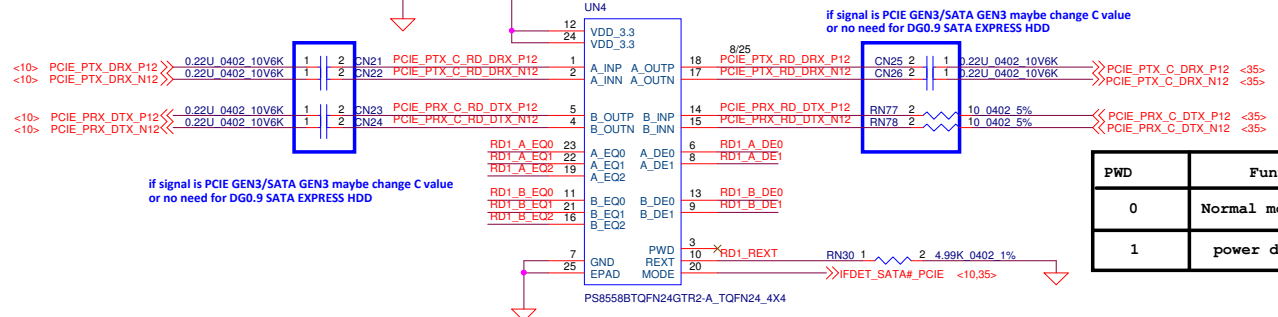 UN4
if signal is PCIE GEN3/SATA GEN3 maybe change C value
or no need for DG0.9 SATA EXPRESS HDD
12 VDD_3.3
24 VDD_3.3
8/25
<10> PCIE_PTX_DRX_P12 0.22U_0402_10V6K 1 2 CN21 PCIE_PTX_C_RD_DRX_P12 1 A_INP A_OUTP 18 PCIE_PTX_RD_DRX_P12 CN25 2 1 0.22U_0402_10V6K PCIE_PTX_C_DRX_P12 <35>
<10> PCIE_PTX_DRX_N12 0.22U_0402_10V6K 1 2 CN22 PCIE_PTX_C_RD_DRX_N12 2 A_INN A_OUTN 17 PCIE_PTX_RD_DRX_N12 CN26 2 1 0.22U_0402_10V6K PCIE_PTX_C_DRX_N12 <35>
<10> PCIE_PRX_DTX_P12 0.22U_0402_10V6K 1 2 CN23 PCIE_PRX_C_RD_DTX_P12 5 B_OUTP B_INP 14 PCIE_PRX_RD_DTX_P12 RN77 2 1 0_0402_5% PCIE_PRX_C_DTX_P12 <35>
<10> PCIE_PRX_DTX_N12 0.22U_0402_10V6K 1 2 CN24 PCIE_PRX_C_RD_DTX_N12 4 B_OUTN B_INN 15 PCIE_PRX_RD_DTX_N12 RN78 2 1 0_0402_5% PCIE_PRX_C_DTX_N12 <35>
RD1_A_EQ0 23 A_EQ0 A_DE0 6 RD1_A_DE0
RD1_A_EQ1 22 A_EQ1 A_DE1 8 RD1_A_DE1
RD1_A_EQ2 19 A_EQ2
if signal is PCIE GEN3/SATA GEN3 maybe change C value
or no need for DG0.9 SATA EXPRESS HDD
RD1_B_EQ0 11 B_EQ0 B_DE0 13 RD1_B_DE0
RD1_B_EQ1 21 B_EQ1 B_DE1 9 RD1_B_DE1
RD1_B_EQ2 16 B_EQ2
PWD 3
7 GND REXT 10 RD1_REXT RN30 1 2 4.99K_0402_1%
25 EPAD MODE 20 IFDET_SATA#_PCIE <10,35>
PS8558BTQFN24GTR2-A_TQFN24_4X4
PWD Fun
0 Normal mo
1 power d